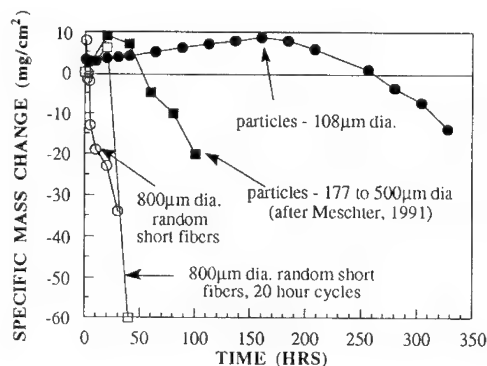 SPECIFIC MASS CHANGE (mg/cm²)
10
0
-10
-20
-30
-40
-50
-60
particles - 108μm dia.
particles - 177 to 500μm dia
(after Meschter, 1991)
800μm dia.
random
short fibers
800μm dia. random short
fibers, 20 hour cycles
0 50 100 150 200 250 300 350
TIME (HRS)